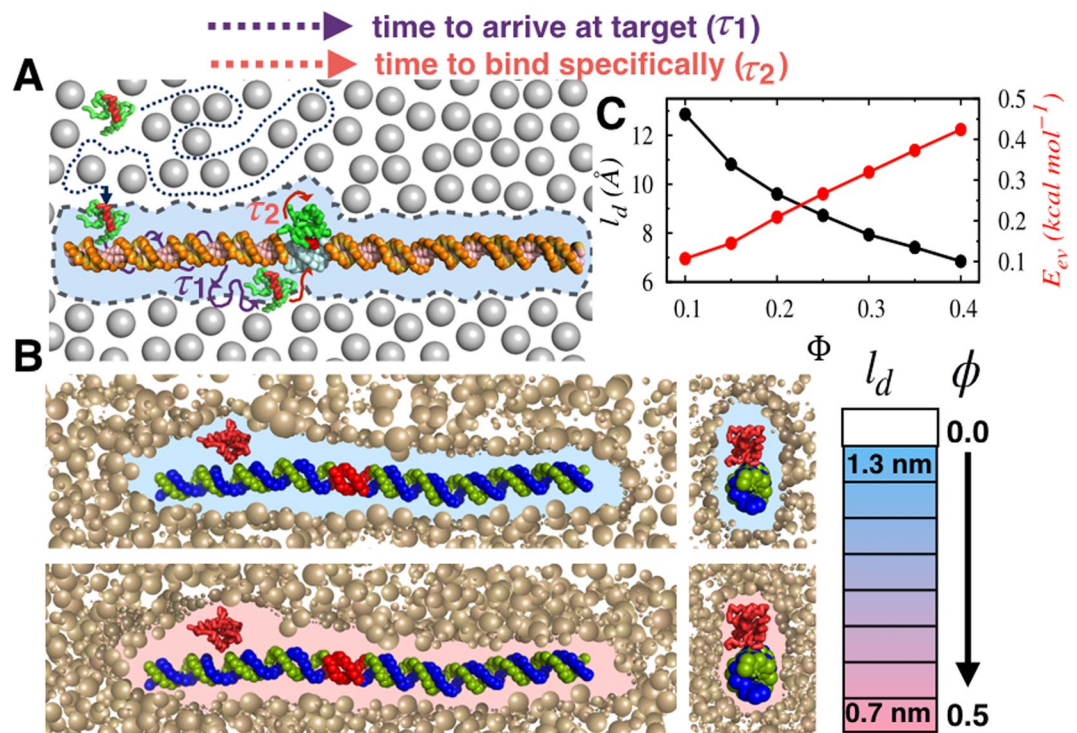 time to arrive at target (τ1)
time to bind specifically (τ2)
A
τ2
τ1
C
l_d (Å)
12
10
8
6
0.1
0.2
0.3
0.4
Φ
0.5
0.4
0.3
0.2
0.1
E_ev (kcal mol⁻¹)
B
l_d
ϕ
0.0
1.3 nm
0.7 nm
0.5